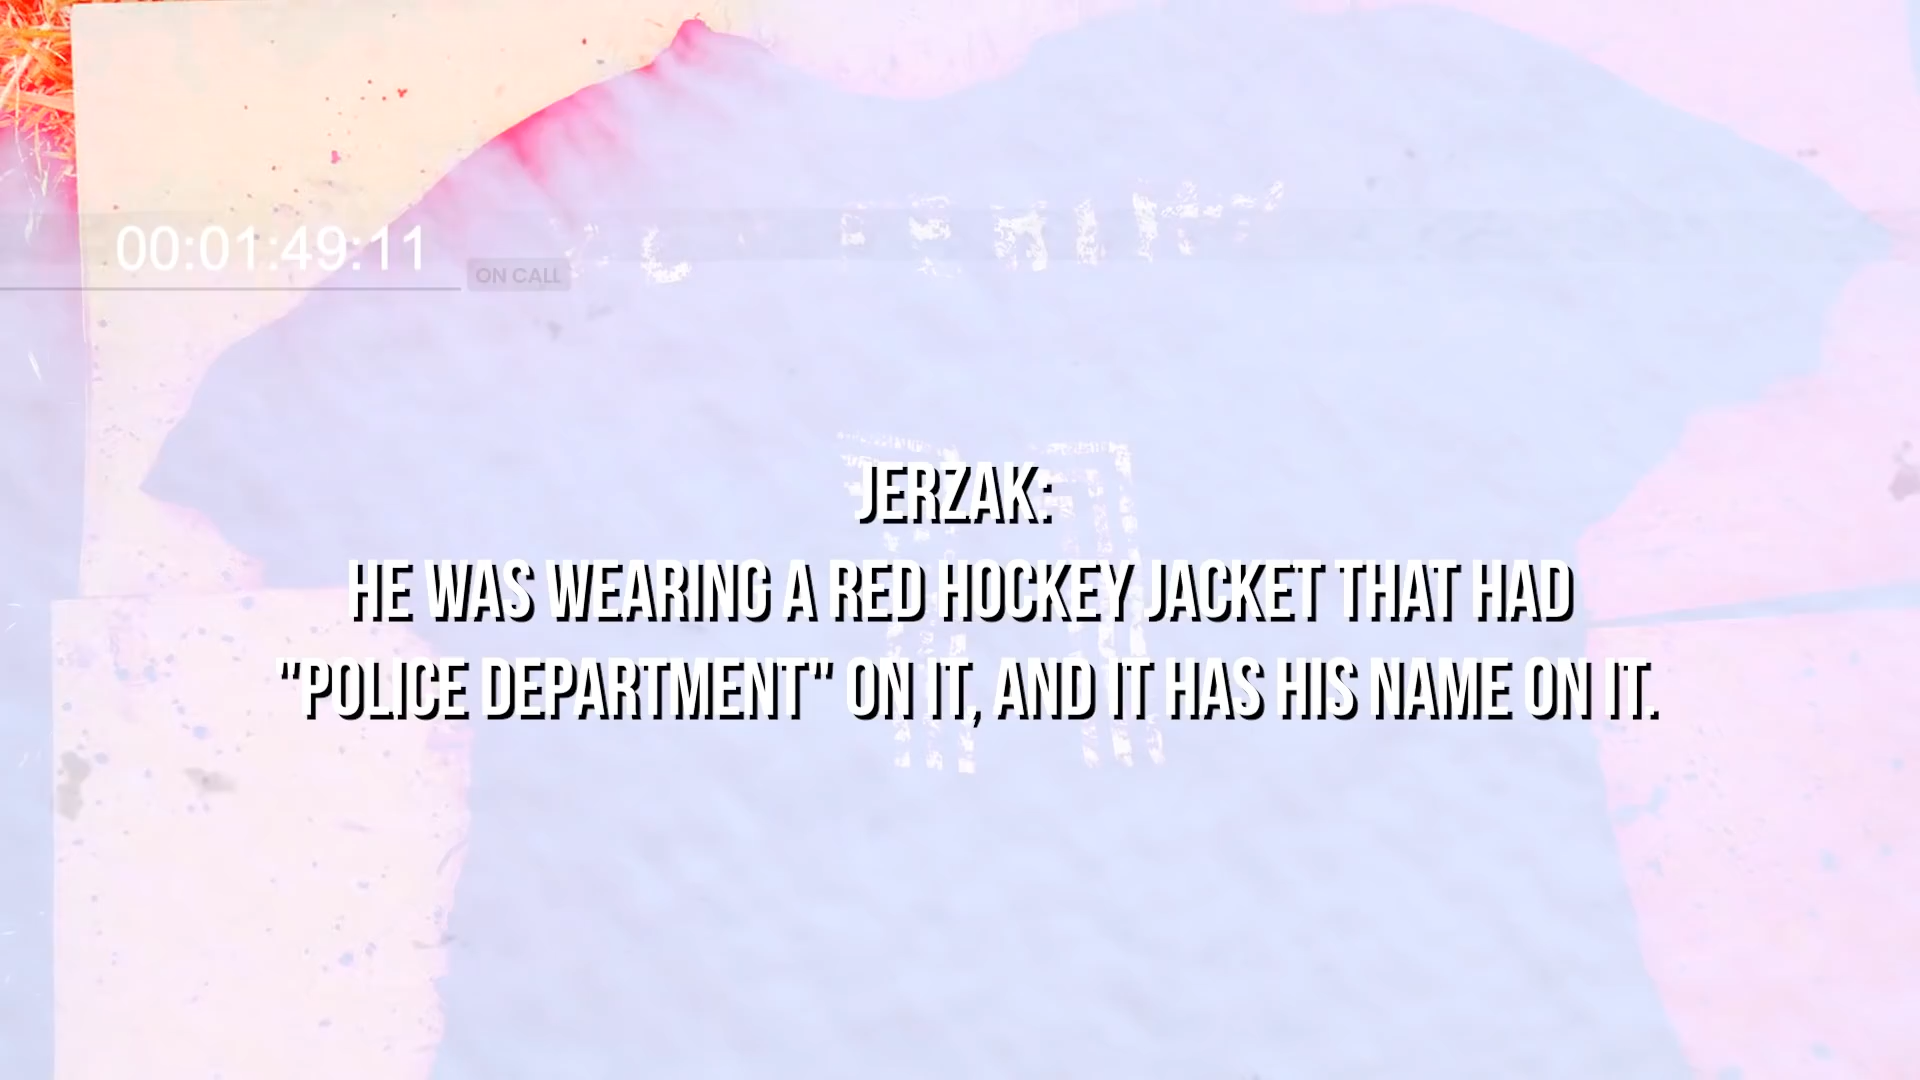 00:01:49:11
ON CALL
JERZAK:
HE WAS WEARING A RED HOCKEY JACKET THAT HAD
"POLICE DEPARTMENT" ON IT, AND IT HAS HIS NAME ON IT.